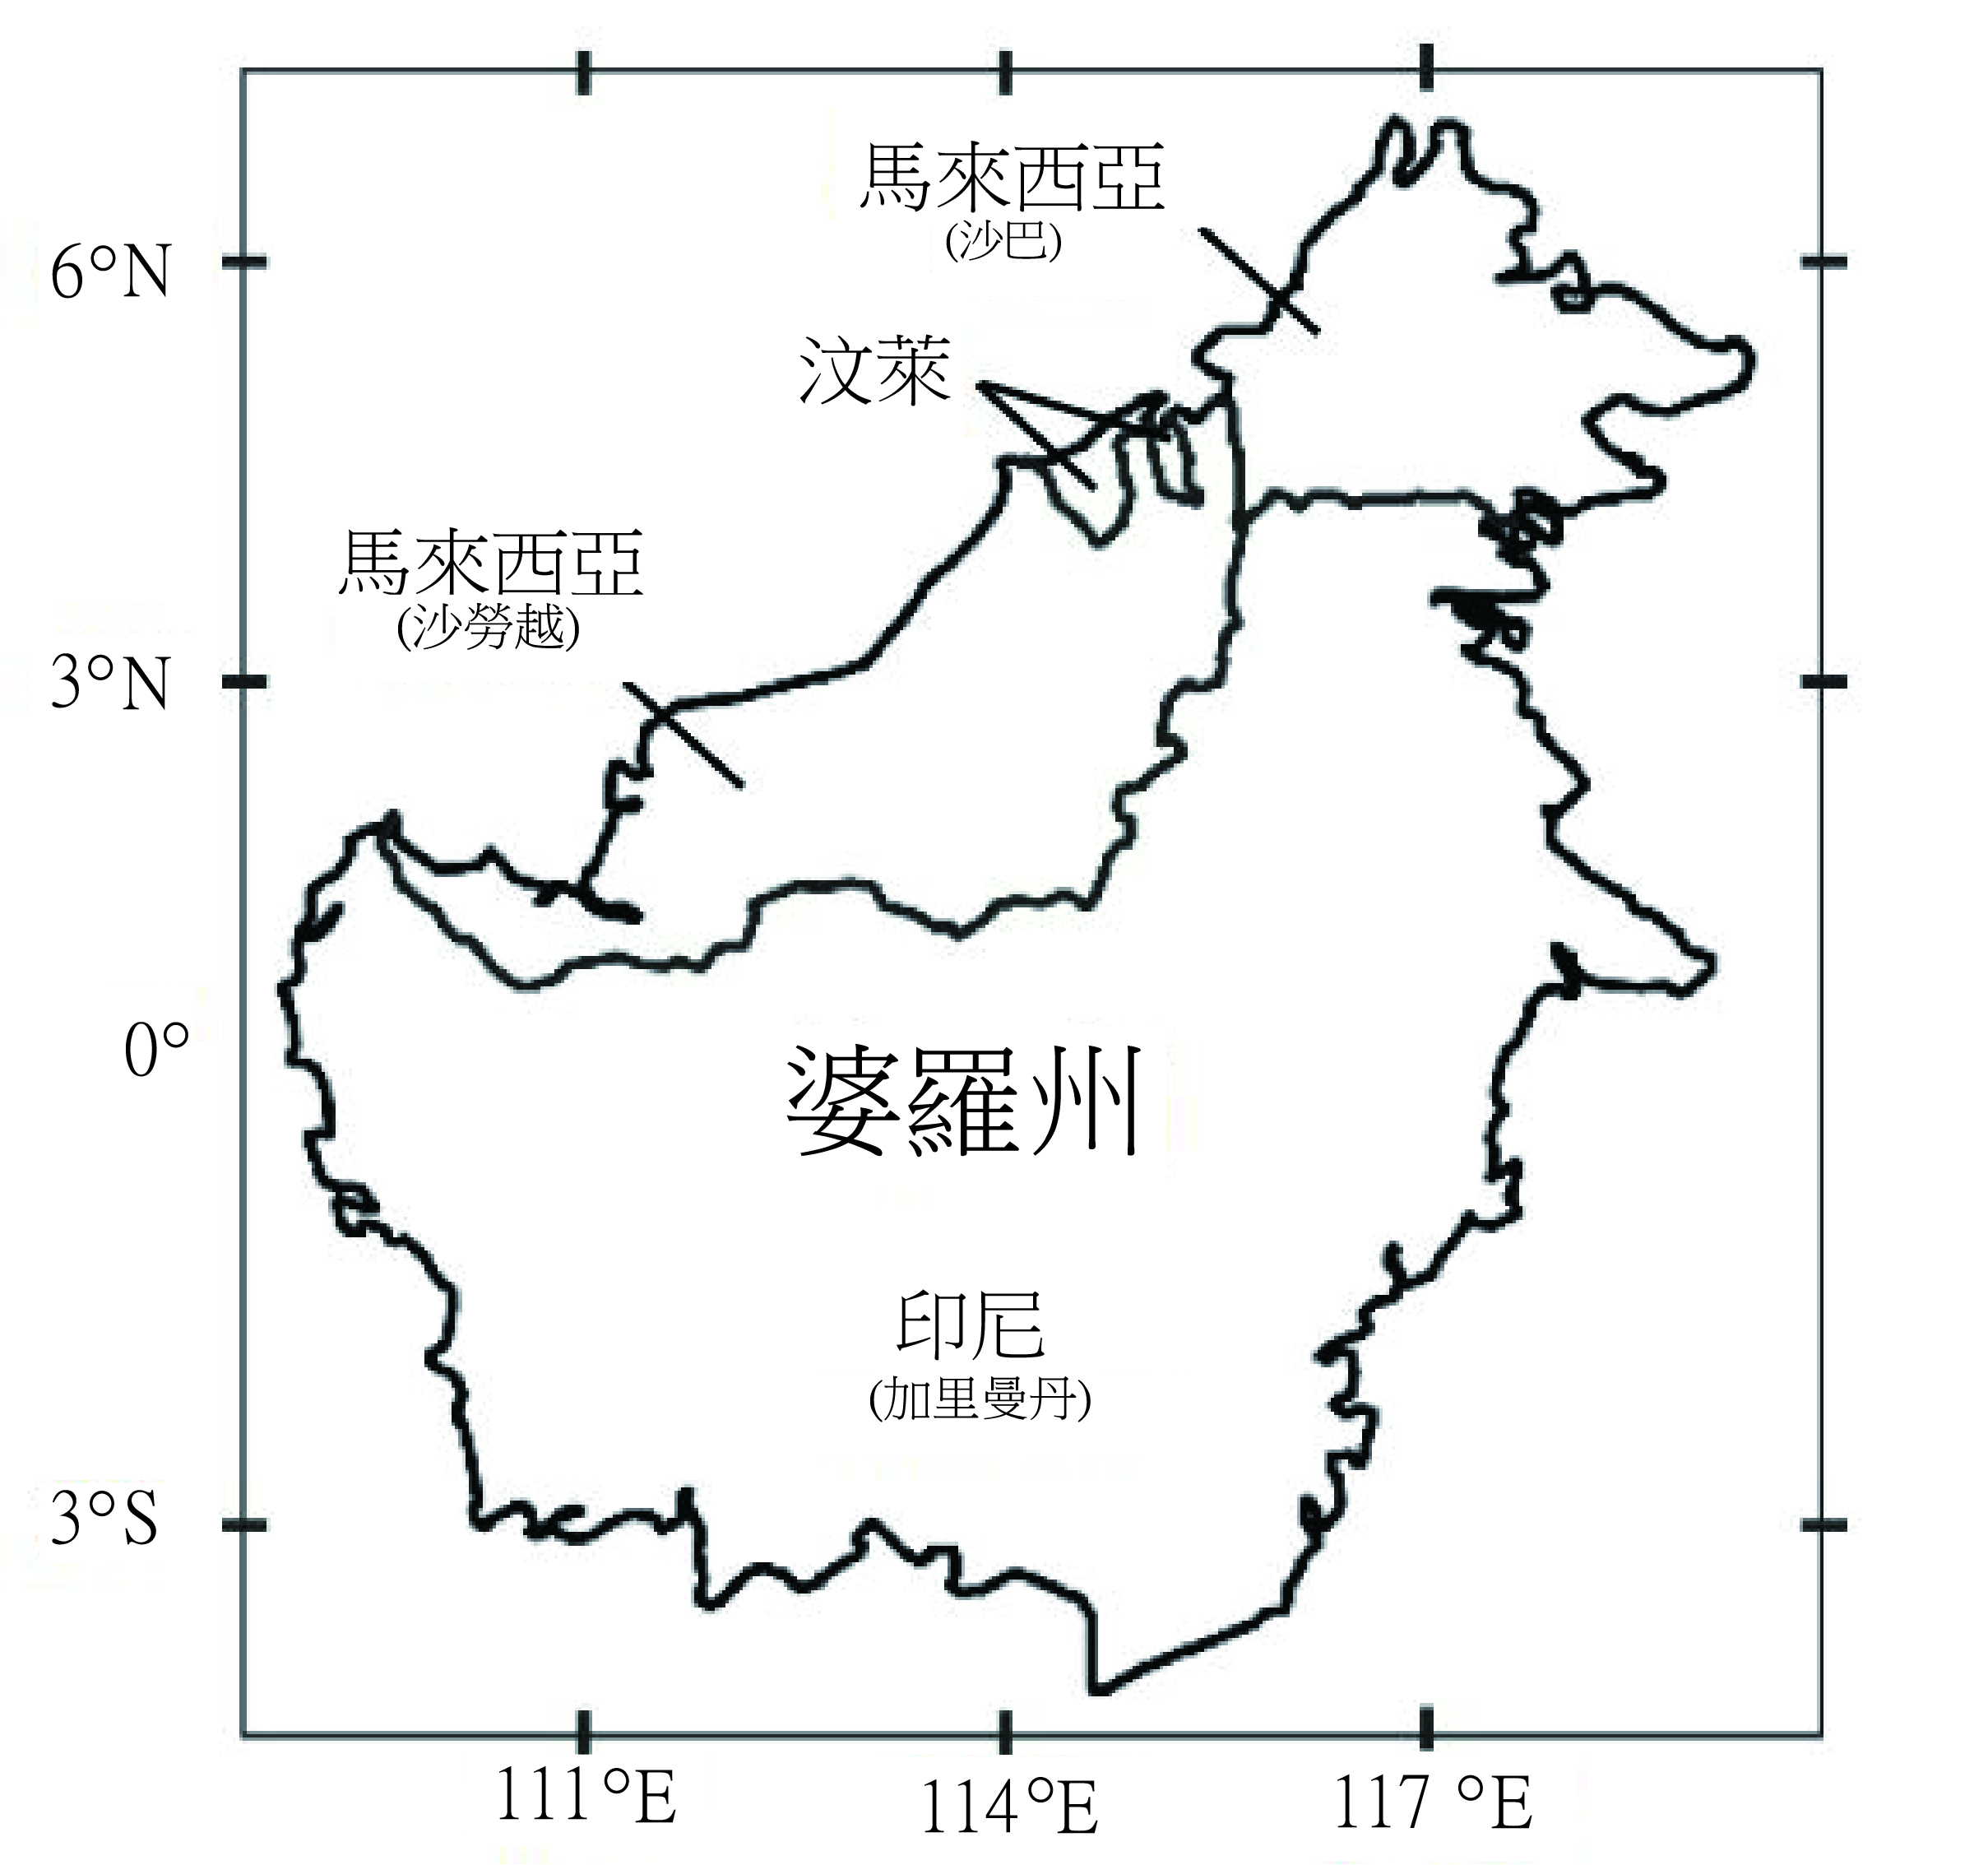 馬來西亞
(沙巴)
6°N
汶萊
馬來西亞
(沙勞越)
3°N
0°
婆羅州
印尼
(加里曼丹)
3°S
111°E
114°E
117 °E